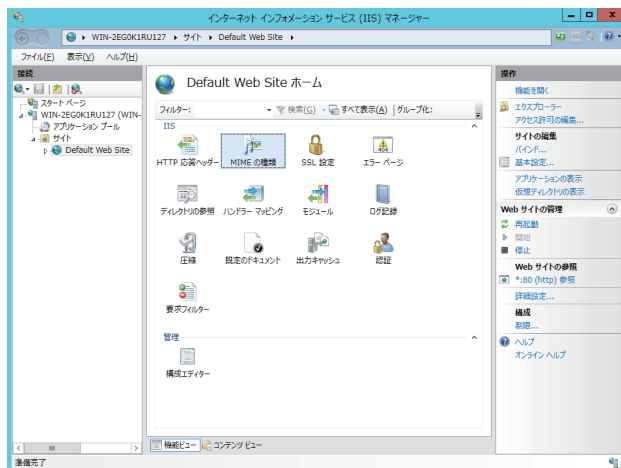 インターネット インフォメーション サービス (IIS) マネージャー
WIN-2EG0K1RU127 ▸ サイト ▸ Default Web Site ▸
ファイル(F) 表示(V) ヘルプ(H)
接続
スタート ページ
WIN-2EG0K1RU127 (WIN-
アプリケーション プール
サイト
Default Web Site
Default Web Site ホーム
フィルター: 検索(G) すべて表示(A) グループ化:
IIS
HTTP 応答ヘッダー MIME の種類 SSL 設定 エラー ページ
404
ディレクトリの参照 ハンドラー マッピング モジュール ログ記録
圧縮 既定のドキュメント 出力キャッシュ 認証
要求フィルター
管理
構成エディター
機能ビュー コンテンツ ビュー
操作
機能を開く
エクスプローラー
アクセス許可の編集...
サイトの編集
バインド...
基本設定...
アプリケーションの表示
仮想ディレクトリの表示
Web サイトの管理
再起動
開始
停止
Web サイトの参照
*:80 (http) 参照
詳細設定...
構成
制限...
ヘルプ
オンライン ヘルプ
準備完了